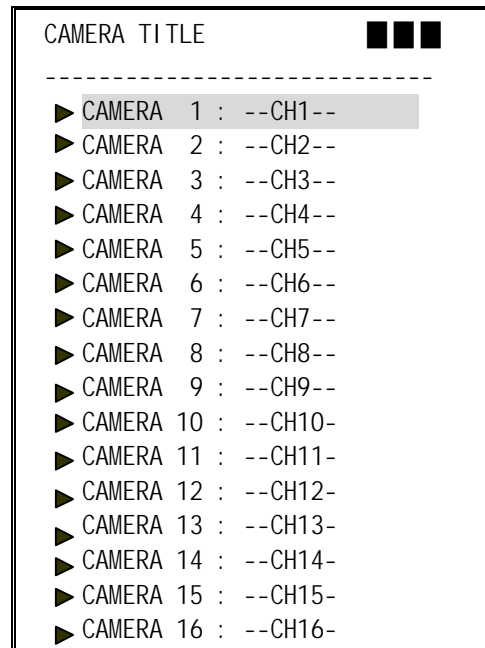 CAMERA TITLE
------------------------------
CAMERA 1 : --CH1--
CAMERA 2 : --CH2--
CAMERA 3 : --CH3--
CAMERA 4 : --CH4--
CAMERA 5 : --CH5--
CAMERA 6 : --CH6--
CAMERA 7 : --CH7--
CAMERA 8 : --CH8--
CAMERA 9 : --CH9--
CAMERA 10 : --CH10-
CAMERA 11 : --CH11-
CAMERA 12 : --CH12-
CAMERA 13 : --CH13-
CAMERA 14 : --CH14-
CAMERA 15 : --CH15-
CAMERA 16 : --CH16-